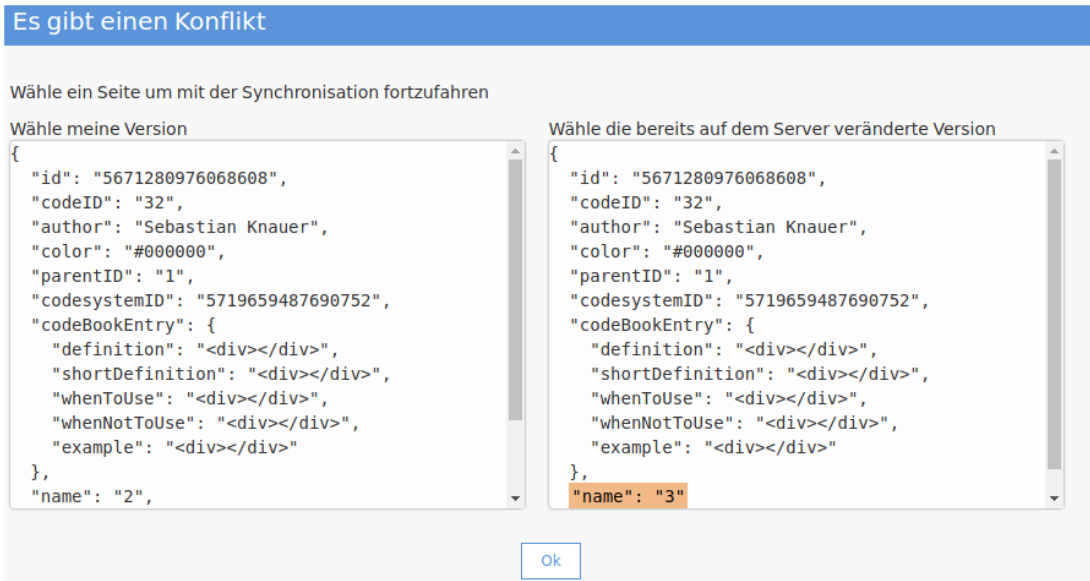 Es gibt einen Konflikt
Wähle ein Seite um mit der Synchronisation fortzufahren
Wähle meine Version
{
"id": "5671280976068608",
"codeID": "32",
"author": "Sebastian Knauer",
"color": "#000000",
"parentID": "1",
"codesystemID": "5719659487690752",
"codeBookEntry": {
"definition": "<div></div>",
"shortDefinition": "<div></div>",
"whenToUse": "<div></div>",
"whenNotToUse": "<div></div>",
"example": "<div></div>"
},
"name": "2",
Wähle die bereits auf dem Server veränderte Version
{
"id": "5671280976068608",
"codeID": "32",
"author": "Sebastian Knauer",
"color": "#000000",
"parentID": "1",
"codesystemID": "5719659487690752",
"codeBookEntry": {
"definition": "<div></div>",
"shortDefinition": "<div></div>",
"whenToUse": "<div></div>",
"whenNotToUse": "<div></div>",
"example": "<div></div>"
},
"name": "3"
Ok